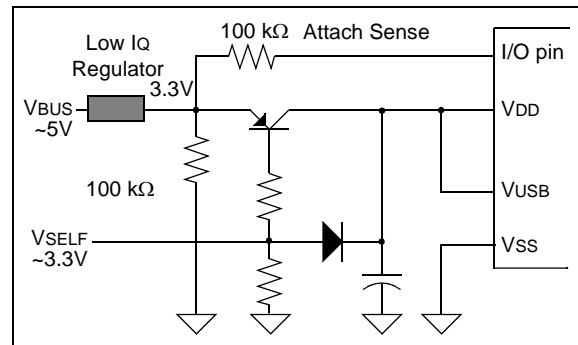 100 kΩ Attach Sense
I/O pin
Low IQ
Regulator
3.3V
VBUS
~5V
VDD
100 kΩ
VUSB
VSELF
~3.3V
VSS